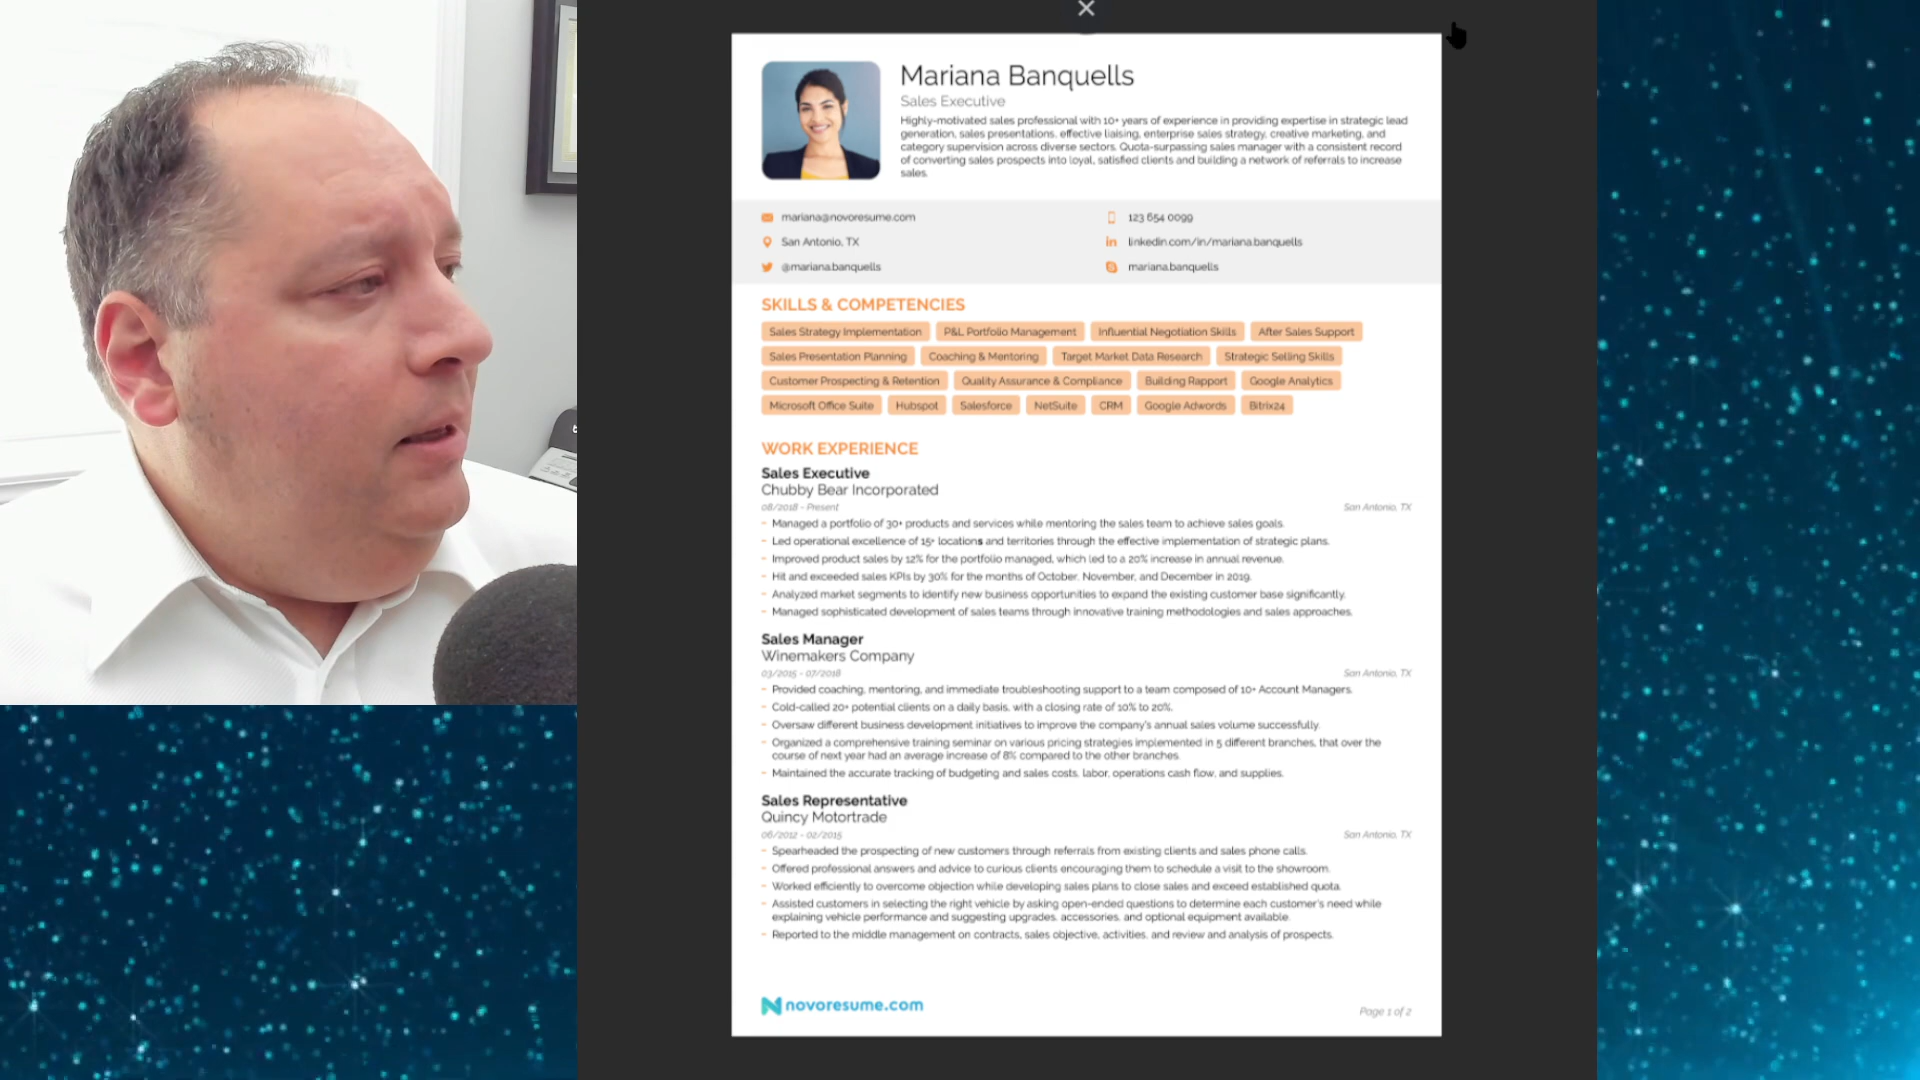 Mariana Banquells
Sales Executive
Highly-motivated sales professional with 10+ years of experience in providing expertise in strategic lead
generation, sales presentations, effective liaising, enterprise sales strategy, creative marketing, and
category supervision across diverse sectors. Quota-surpassing sales manager with a consistent record
of converting sales prospects into loyal, satisfied clients and building a network of referrals to increase
sales.
mariana@novoresume.com
123 654 0099
San Antonio, TX
linkedin.com/in/mariana.banquells
@mariana.banquells
mariana.banquells
SKILLS & COMPETENCIES
Sales Strategy Implementation P&L Portfolio Management Influential Negotiation Skills After Sales Support
Sales Presentation Planning Coaching & Mentoring Target Market Data Research Strategic Selling Skills
Customer Prospecting & Retention Quality Assurance & Compliance Building Rapport Google Analytics
Microsoft Office Suite Hubspot Salesforce NetSuite CRM Google Adwords Bitrix24
WORK EXPERIENCE
Sales Executive
Chubby Bear Incorporated
08/2018 - Present San Antonio, TX
- Managed a portfolio of 30+ products and services while mentoring the sales team to achieve sales goals.
- Led operational excellence of 15+ locations and territories through the effective implementation of strategic plans.
- Improved product sales by 12% for the portfolio managed, which led to a 20% increase in annual revenue.
- Hit and exceeded sales KPIs by 30% for the months of October, November, and December in 2019.
- Analyzed market segments to identify new business opportunities to expand the existing customer base significantly.
- Managed sophisticated development of sales teams through innovative training methodologies and sales approaches.
Sales Manager
Winemakers Company
03/2015 - 07/2018 San Antonio, TX
- Provided coaching, mentoring, and immediate troubleshooting support to a team composed of 10+ Account Managers.
- Cold-called 20+ potential clients on a daily basis, with a closing rate of 10% to 20%.
- Oversaw different business development initiatives to improve the company's annual sales volume successfully.
- Organized a comprehensive training seminar on various pricing strategies implemented in 5 different branches, that over the
course of next year had an average increase of 8% compared to the other branches.
- Maintained the accurate tracking of budgeting and sales costs, labor, operations cash flow, and supplies.
Sales Representative
Quincy Motortrade
06/2012 - 02/2015 San Antonio, TX
- Spearheaded the prospecting of new customers through referrals from existing clients and sales phone calls.
- Offered professional answers and advice to curious clients encouraging them to schedule a visit to the showroom.
- Worked efficiently to overcome objection while developing sales plans to close sales and exceed established quota.
- Assisted customers in selecting the right vehicle by asking open-ended questions to determine each customer's need while
explaining vehicle performance and suggesting upgrades, accessories, and optional equipment available.
- Reported to the middle management on contracts, sales objective, activities, and review and analysis of prospects.
novoresume.com
Page 1 of 2